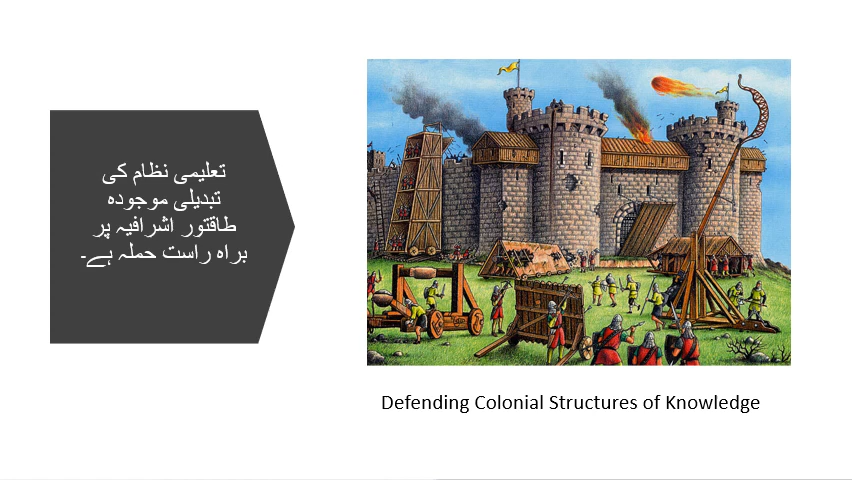 تعلیمی نظام کی
تبدیلی موجودہ
طاقتور اشرافیہ پر
براہ راست حملہ ہے۔
Defending Colonial Structures of Knowledge